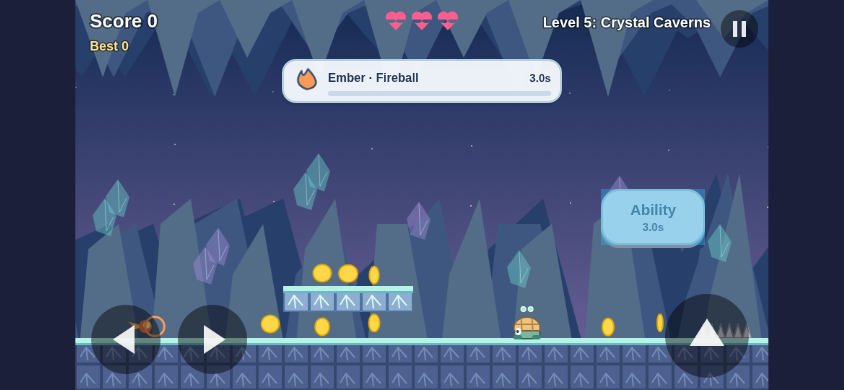 Score 0
Best 0
Level 5: Crystal Caverns
Ember · Fireball
3.0s
Ability
3.0s